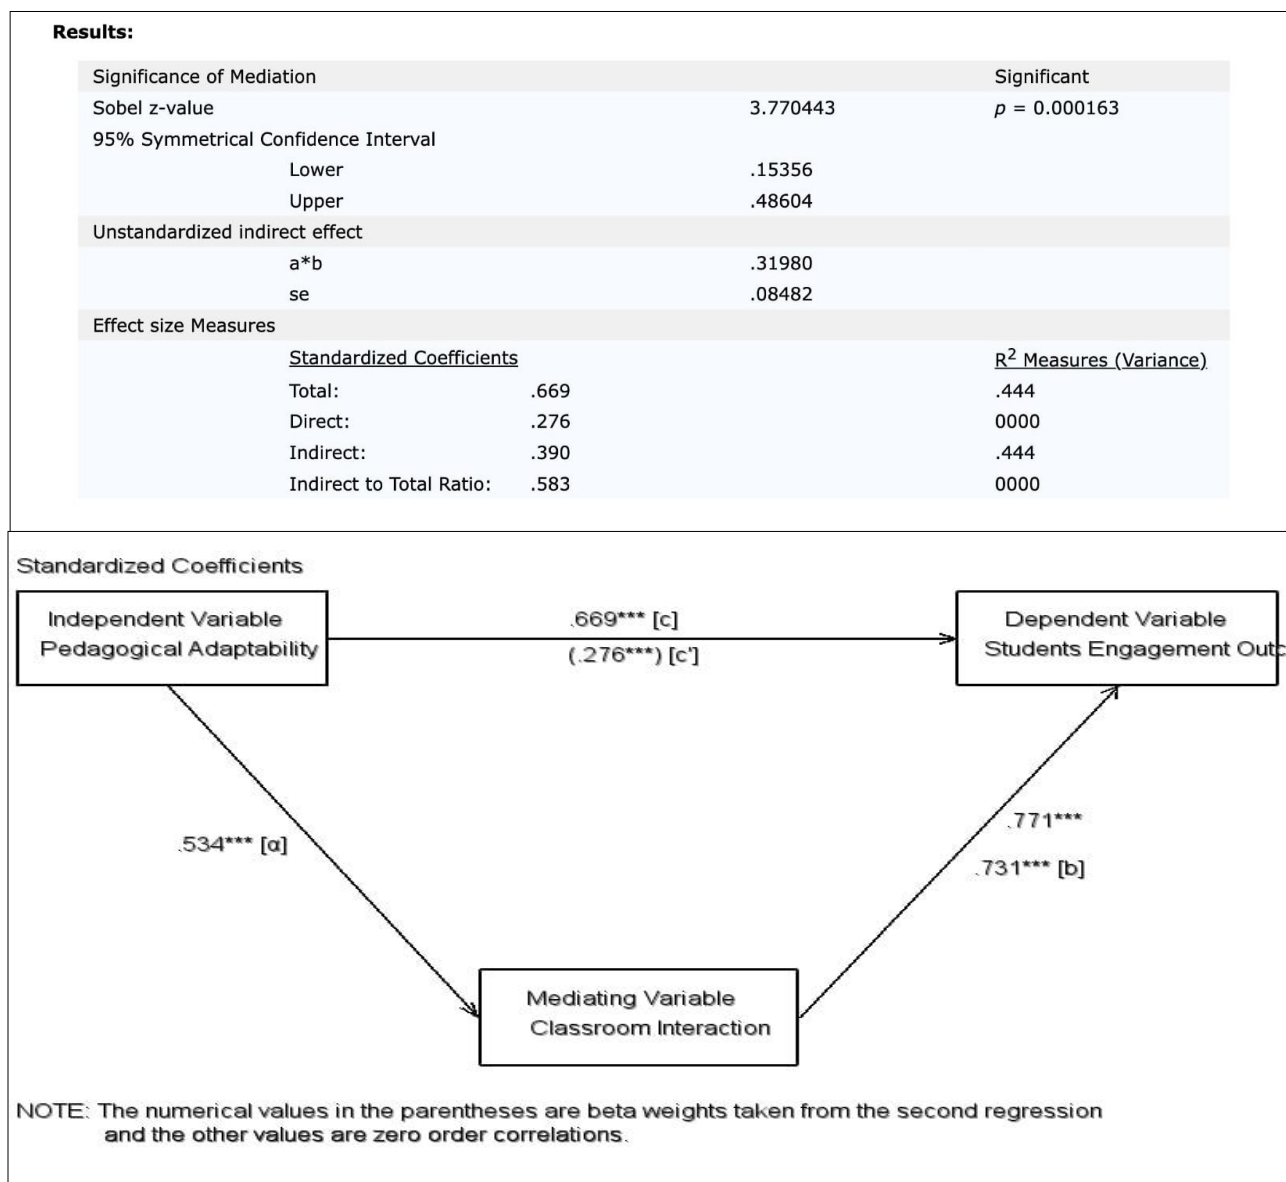 Results:
Significance of Mediation Significant
Sobel z-value 3.770443 p = 0.000163
95% Symmetrical Confidence Interval
Lower .15356
Upper .48604
Unstandardized indirect effect
a*b .31980
se .08482
Effect size Measures
Standardized Coefficients R² Measures (Variance)
Total: .669 .444
Direct: .276 0000
Indirect: .390 .444
Indirect to Total Ratio: .583 0000
Standardized Coefficients
Independent Variable
Pedagogical Adaptability
.669*** [c]
(.276***) [c']
Dependent Variable
Students Engagement Outc
.534*** [α]
.771***
.731*** [b]
Mediating Variable
Classroom Interaction
NOTE: The numerical values in the parentheses are beta weights taken from the second regression
and the other values are zero order correlations.